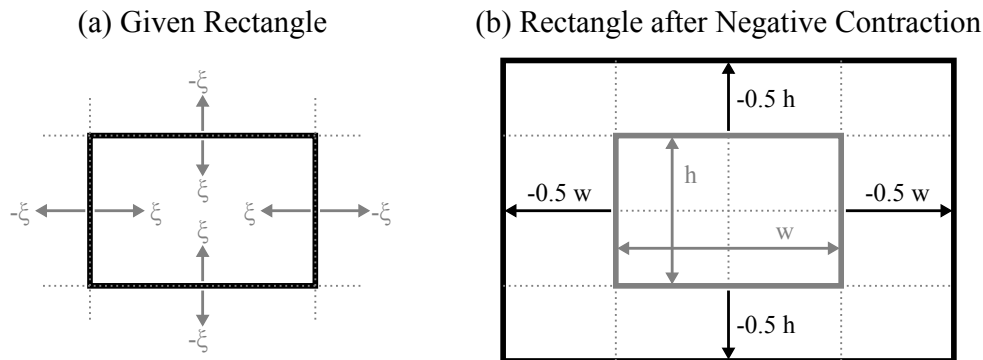 (a) Given Rectangle
(b) Rectangle after Negative Contraction
-ξ
-ξ
ξ
ξ
ξ
ξ
-ξ
-ξ
-0.5 h
h
-0.5 w
-0.5 w
w
-0.5 h